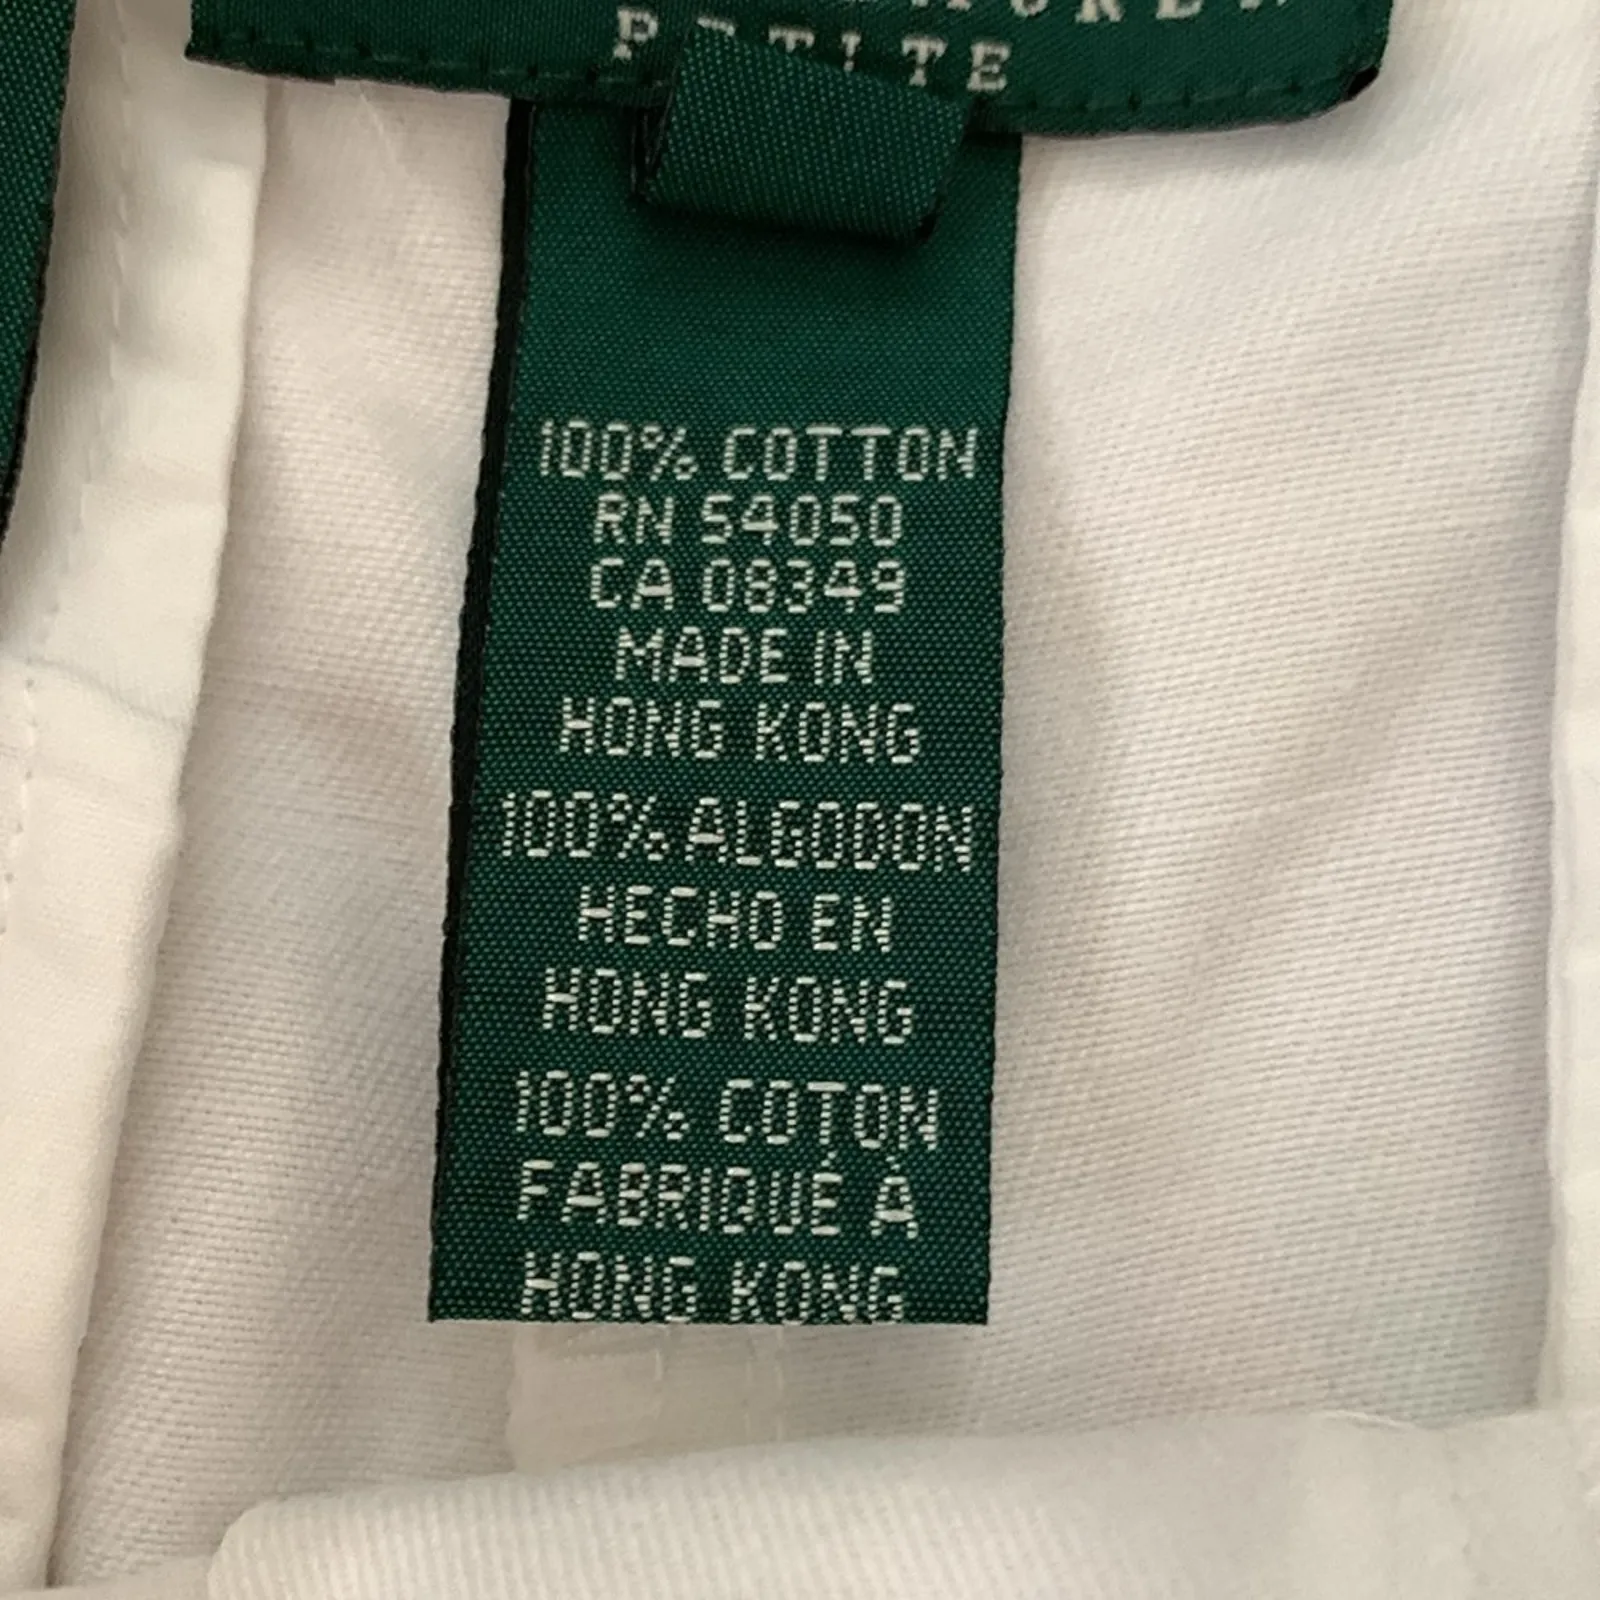 PETITE
100% COTTON
RN 54050
CA 08349
MADE IN
HONG KONG
100% ALGODON
HECHO EN
HONG KONG
100% COTON
FABRIQUÉ À
HONG KONG